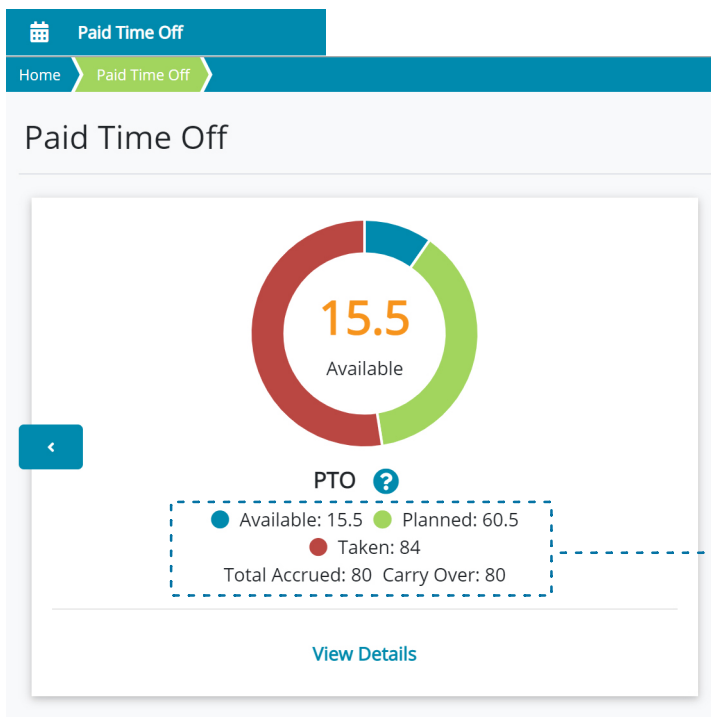 Paid Time Off
Home Paid Time Off
Paid Time Off
15.5
Available
PTO ?
Available: 15.5 Planned: 60.5
Taken: 84
Total Accrued: 80 Carry Over: 80
View Details